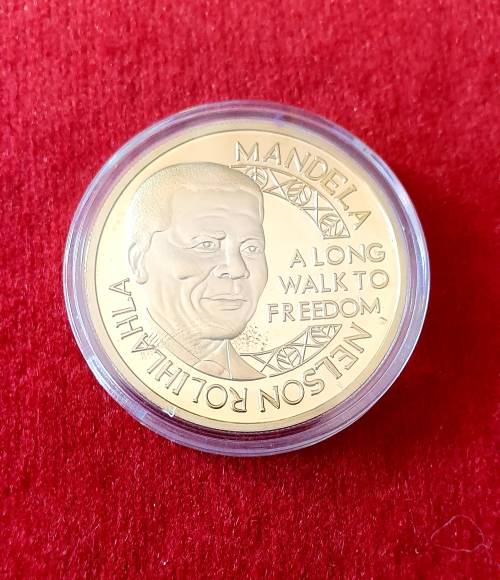 NELSON ROLIHLAHLA
MANDELA
A LONG
WALK TO
FREEDOM